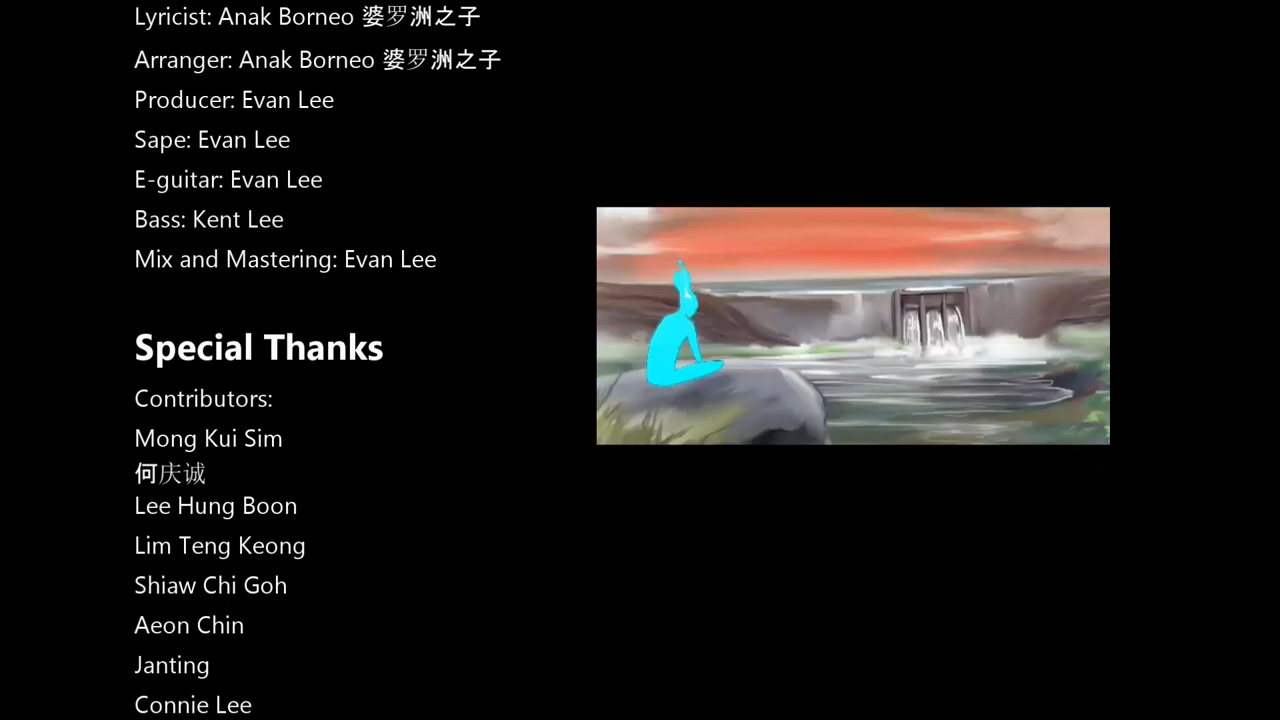 Lyricist: Anak Borneo 婆罗洲之子
Arranger: Anak Borneo 婆罗洲之子
Producer: Evan Lee
Sape: Evan Lee
E-guitar: Evan Lee
Bass: Kent Lee
Mix and Mastering: Evan Lee
Special Thanks
Contributors:
Mong Kui Sim
何庆诚
Lee Hung Boon
Lim Teng Keong
Shiaw Chi Goh
Aeon Chin
Janting
Connie Lee